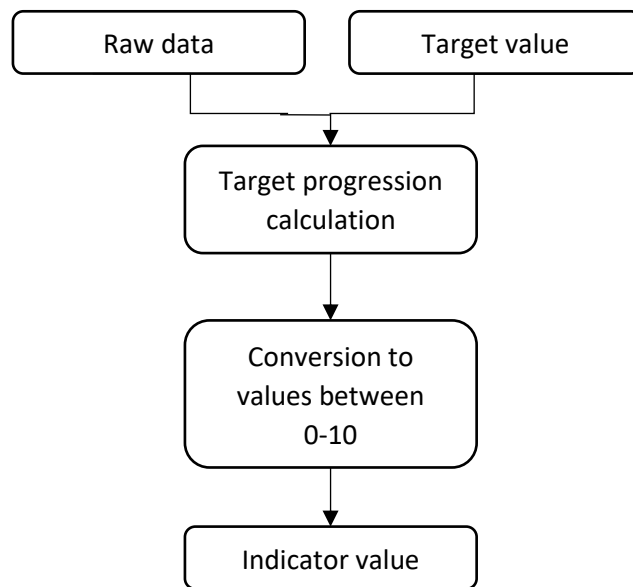 Raw data
Target value
Target progression
calculation
Conversion to
values between
0-10
Indicator value